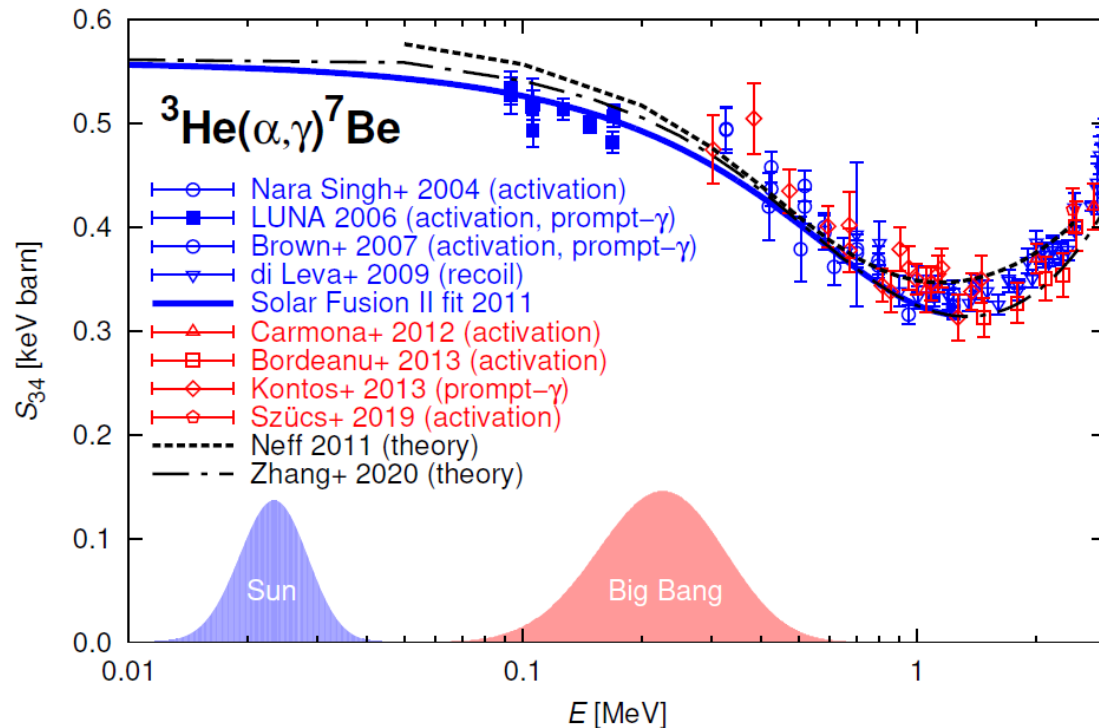 0.6
0.5
0.4
0.3
0.2
0.1
0.0
S₃₄ [keV barn]
³He(α,γ)⁷Be
Nara Singh+ 2004 (activation)
LUNA 2006 (activation, prompt−γ)
Brown+ 2007 (activation, prompt−γ)
di Leva+ 2009 (recoil)
Solar Fusion II fit 2011
Carmona+ 2012 (activation)
Bordeanu+ 2013 (activation)
Kontos+ 2013 (prompt−γ)
Szücs+ 2019 (activation)
Neff 2011 (theory)
Zhang+ 2020 (theory)
Sun
Big Bang
0.01
0.1
1
E [MeV]